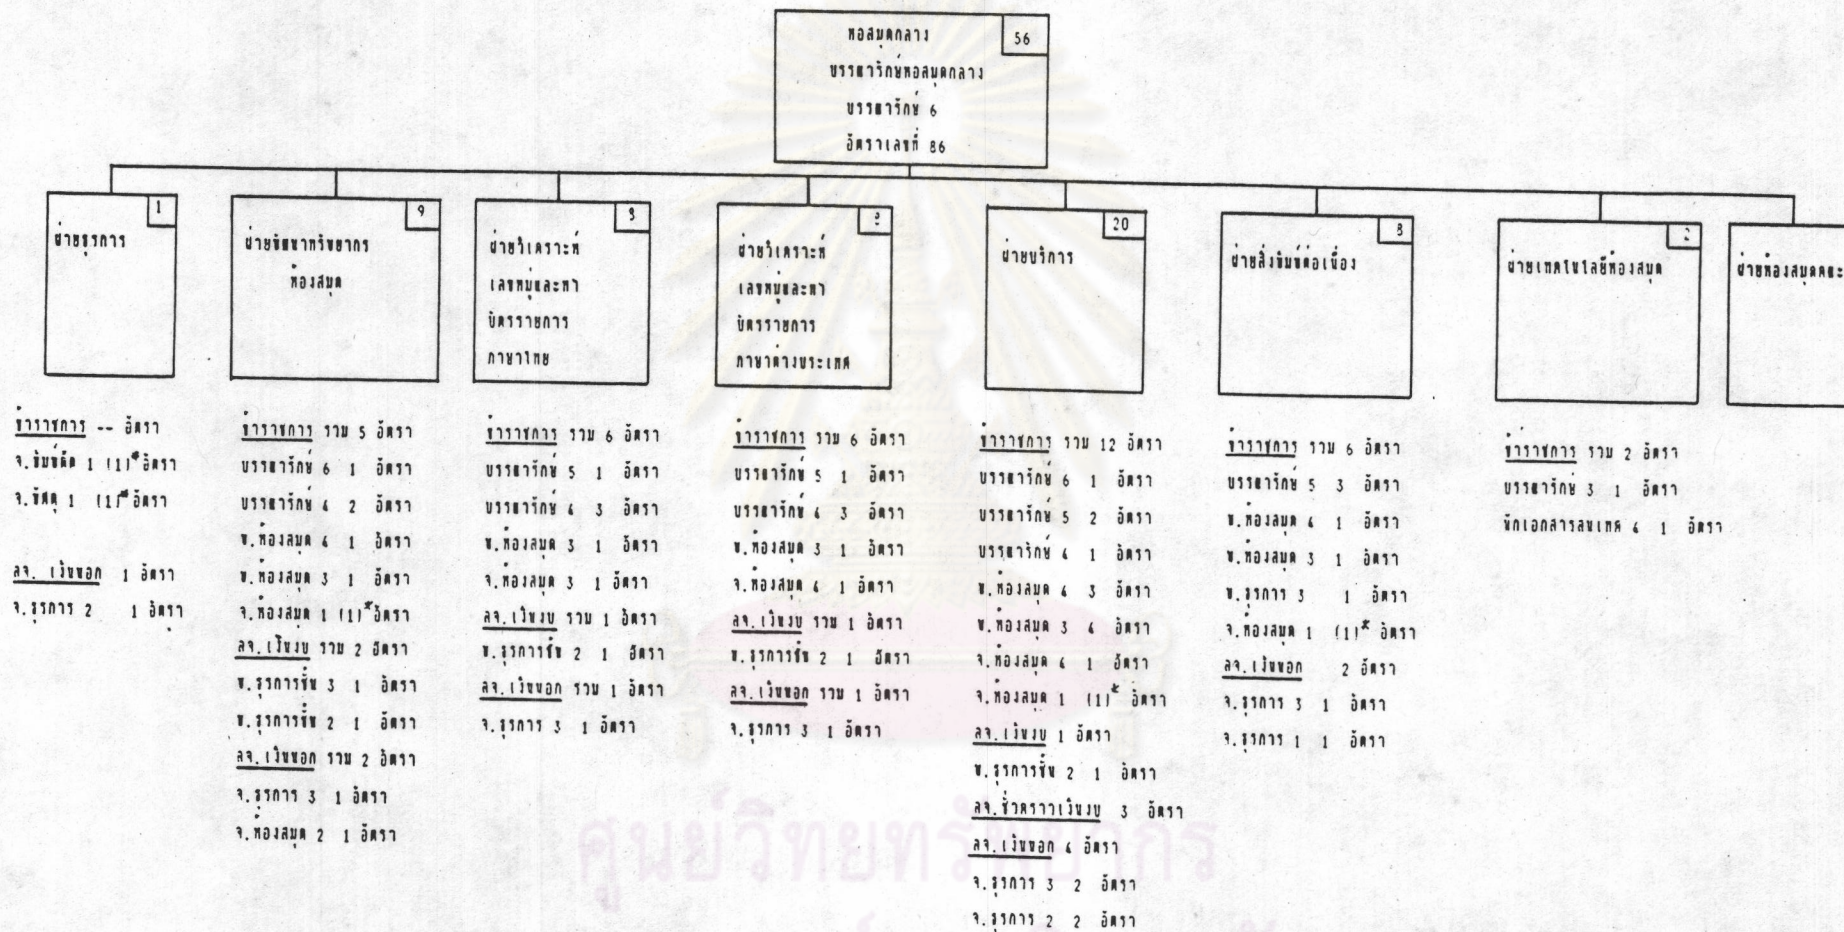 หอสมุดกลาง 56
บรรณารักษ์หอสมุดกลาง
บรรณารักษ์ 6
อัตราเลขที่ 86
1
ฝ่ายธุรการ
ข้าราชการ -- อัตรา
จ.พิมพ์ดีด 1 (1)* อัตรา
จ.พัสดุ 1 (1)* อัตรา
ลจ. เงินนอก 1 อัตรา
จ.ธุรการ 2 1 อัตรา
9
ฝ่ายพัฒนาทรัพยากร
ห้องสมุด
ข้าราชการ รวม 5 อัตรา
บรรณารักษ์ 6 1 อัตรา
บรรณารักษ์ 4 2 อัตรา
พ.ห้องสมุด 4 1 อัตรา
พ.ห้องสมุด 3 1 อัตรา
จ.ห้องสมุด 1 (1)* อัตรา
ลจ.เงินงบ รวม 2 อัตรา
พ.ธุรการชั้น 3 1 อัตรา
พ.ธุรการชั้น 2 1 อัตรา
ลจ.เงินนอก รวม 2 อัตรา
จ.ธุรการ 3 1 อัตรา
จ.ห้องสมุด 2 1 อัตรา
ฝ่ายวิเคราะห์
เลขหมู่และทำ
บัตรรายการ
ภาษาไทย
ข้าราชการ รวม 6 อัตรา
บรรณารักษ์ 5 1 อัตรา
บรรณารักษ์ 4 3 อัตรา
พ.ห้องสมุด 3 1 อัตรา
จ.ห้องสมุด 3 1 อัตรา
ลจ.เงินงบ รวม 1 อัตรา
พ.ธุรการชั้น 2 1 อัตรา
ลจ.เงินนอก รวม 1 อัตรา
จ.ธุรการ 3 1 อัตรา
ฝ่ายวิเคราะห์
เลขหมู่และทำ
บัตรรายการ
ภาษาต่างประเทศ
ข้าราชการ รวม 6 อัตรา
บรรณารักษ์ 5 1 อัตรา
บรรณารักษ์ 4 3 อัตรา
พ.ห้องสมุด 3 1 อัตรา
จ.ห้องสมุด 4 1 อัตรา
ลจ.เงินงบ รวม 1 อัตรา
พ.ธุรการชั้น 2 1 อัตรา
ลจ.เงินนอก รวม 1 อัตรา
จ.ธุรการ 3 1 อัตรา
20
ฝ่ายบริการ
ข้าราชการ รวม 12 อัตรา
บรรณารักษ์ 6 1 อัตรา
บรรณารักษ์ 5 2 อัตรา
บรรณารักษ์ 4 1 อัตรา
พ.ห้องสมุด 4 3 อัตรา
พ.ห้องสมุด 3 4 อัตรา
จ.ห้องสมุด 4 1 อัตรา
จ.ห้องสมุด 1 (1)* อัตรา
ลจ.เงินงบ 1 อัตรา
พ.ธุรการชั้น 2 1 อัตรา
ลจ.ชั่วคราวเงินงบ 3 อัตรา
ลจ.เงินนอก 4 อัตรา
จ.ธุรการ 3 2 อัตรา
จ.ธุรการ 2 2 อัตรา
8
ฝ่ายสิ่งพิมพ์ต่อเนื่อง
ข้าราชการ รวม 6 อัตรา
บรรณารักษ์ 5 3 อัตรา
พ.ห้องสมุด 4 1 อัตรา
พ.ห้องสมุด 3 1 อัตรา
พ.ธุรการ 3 1 อัตรา
จ.ห้องสมุด 1 (1)* อัตรา
ลจ.เงินนอก 2 อัตรา
จ.ธุรการ 3 1 อัตรา
จ.ธุรการ 1 1 อัตรา
2
ฝ่ายเทคโนโลยีห้องสมุด
ข้าราชการ รวม 2 อัตรา
บรรณารักษ์ 3 1 อัตรา
นักเอกสารสนเทศ 4 1 อัตรา
ฝ่ายห้องสมุดคณะ
ศูนย์วิทยทรัพยากร